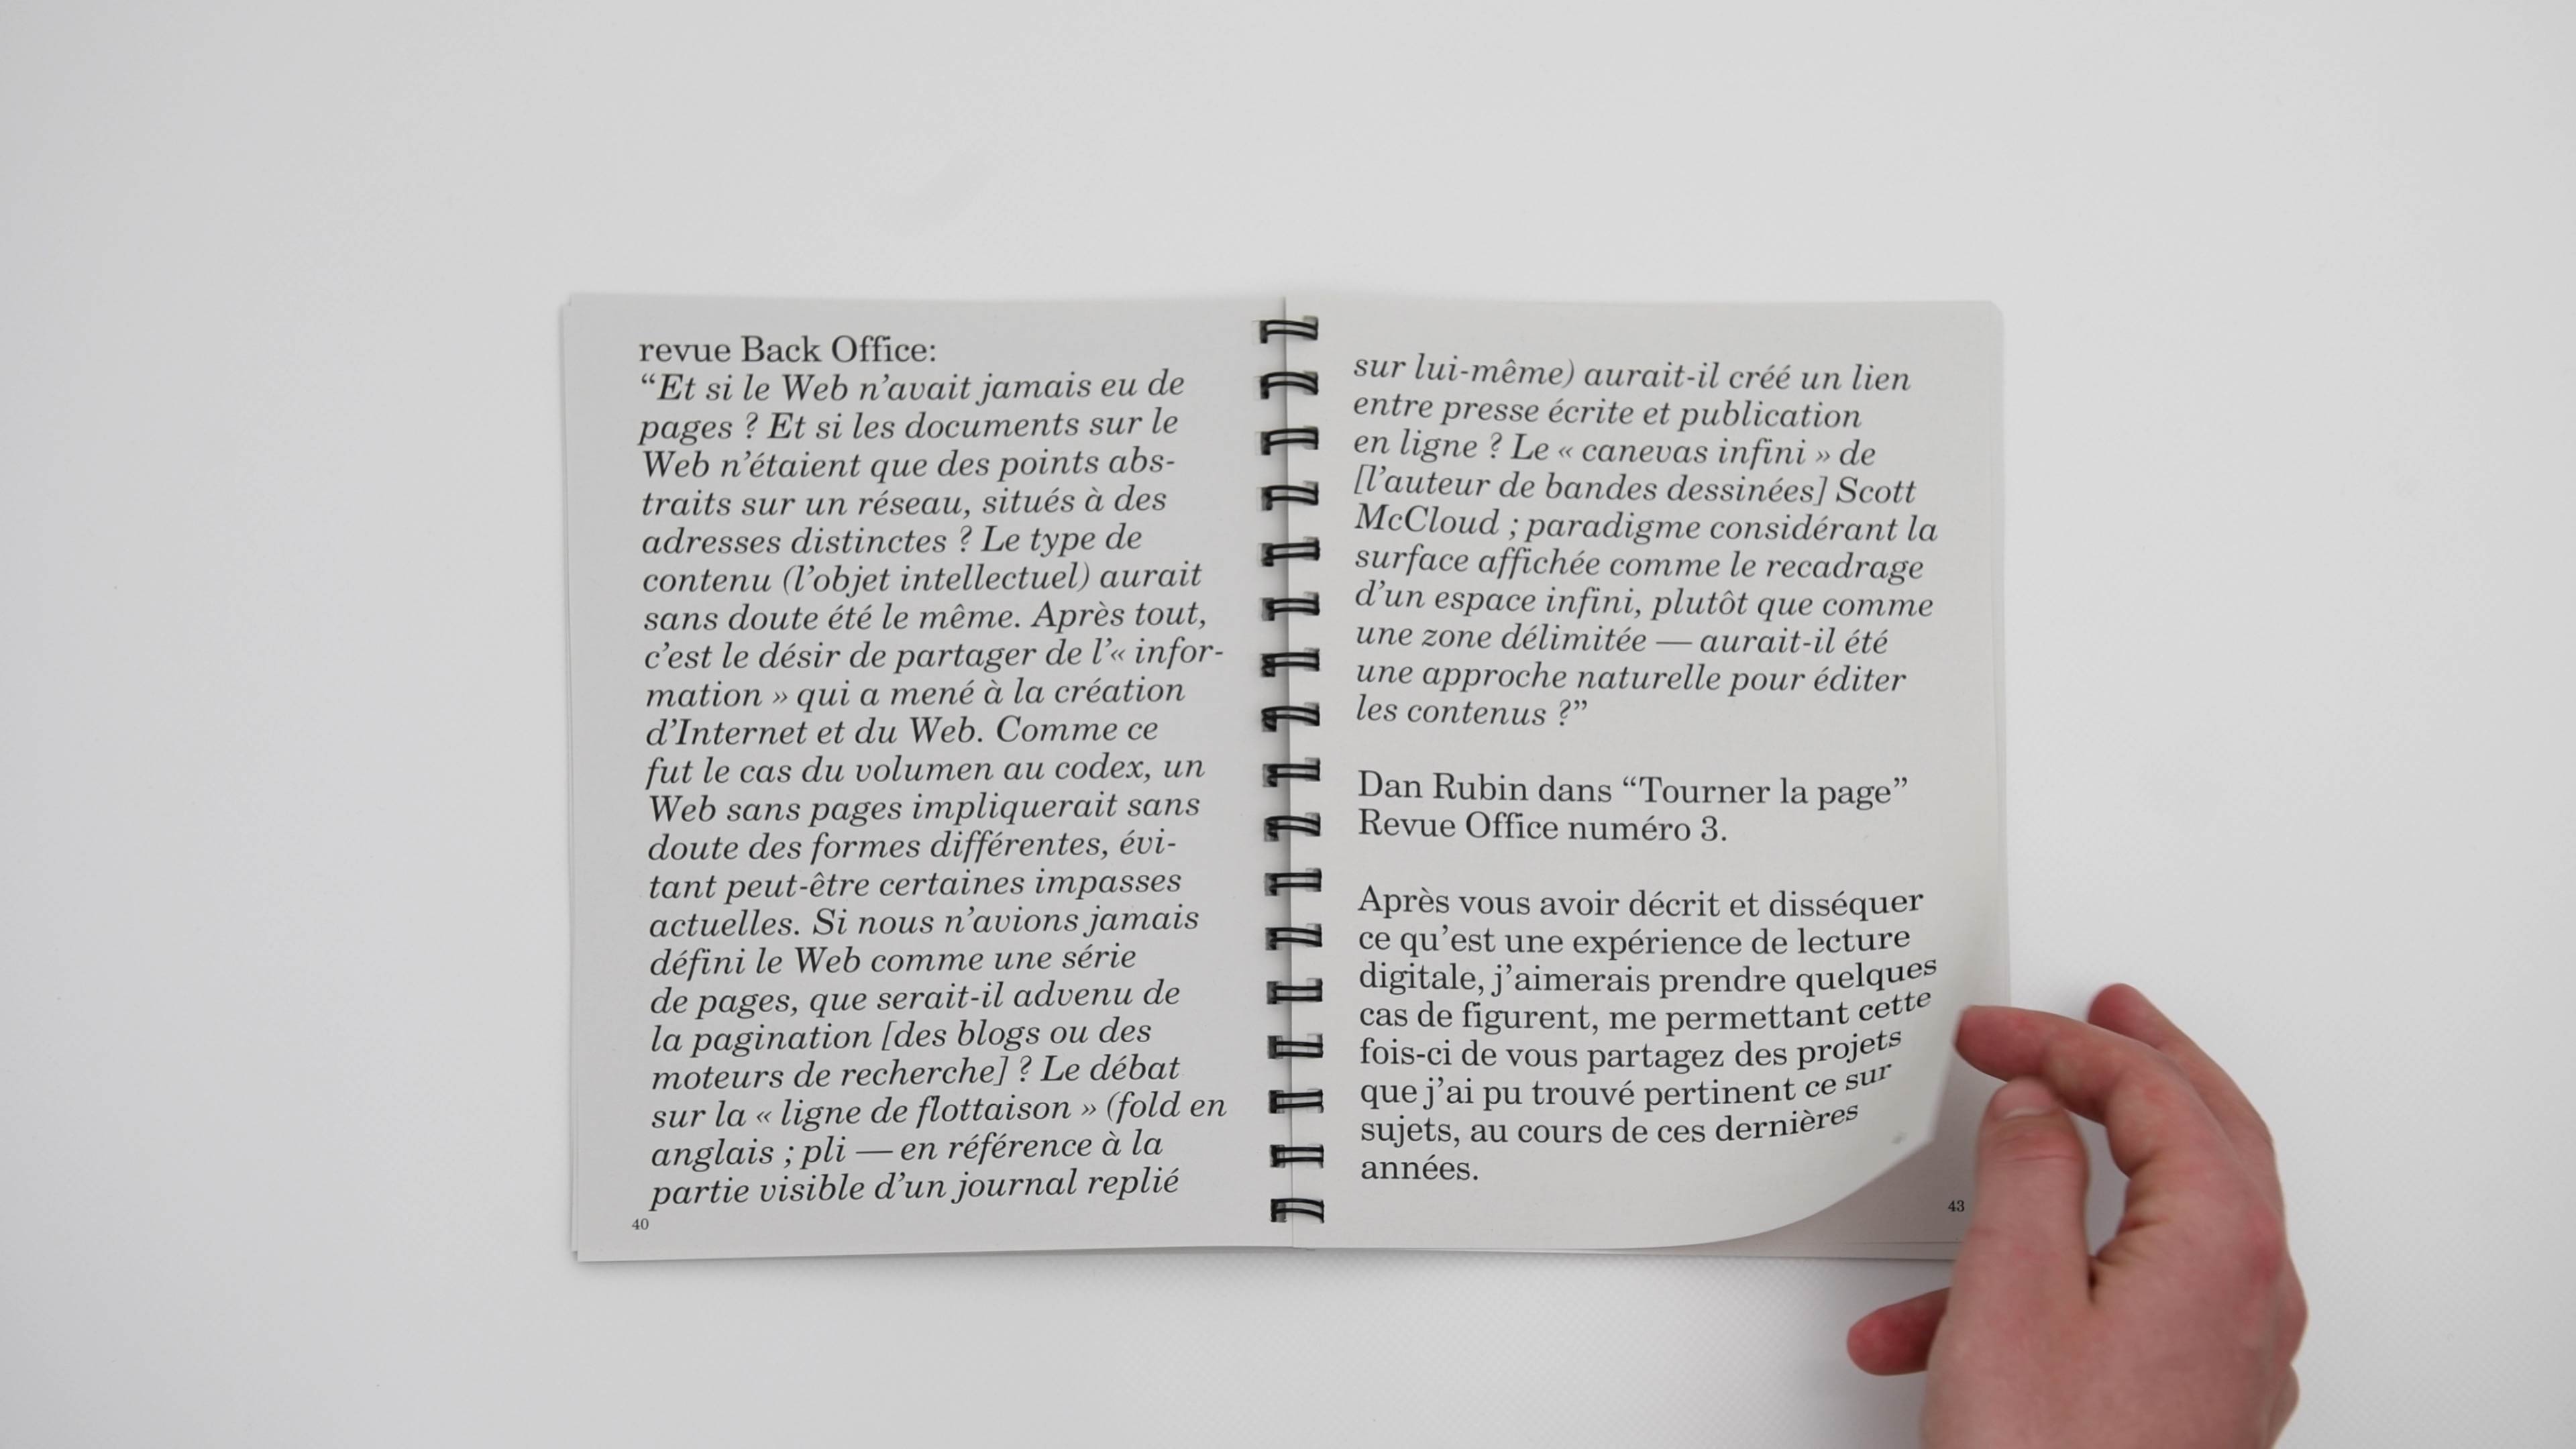 revue Back Office:
“Et si le Web n’avait jamais eu de
pages ? Et si les documents sur le
Web n’étaient que des points abs-
traits sur un réseau, situés à des
adresses distinctes ? Le type de
contenu (l’objet intellectuel) aurait
sans doute été le même. Après tout,
c’est le désir de partager de l’« infor-
mation » qui a mené à la création
d’Internet et du Web. Comme ce
fut le cas du volumen au codex, un
Web sans pages impliquerait sans
doute des formes différentes, évi-
tant peut-être certaines impasses
actuelles. Si nous n’avions jamais
défini le Web comme une série
de pages, que serait-il advenu de
la pagination [des blogs ou des
moteurs de recherche] ? Le débat
sur la « ligne de flottaison » (fold en
anglais ; pli — en référence à la
partie visible d’un journal replié
40
sur lui-même) aurait-il créé un lien
entre presse écrite et publication
en ligne ? Le « canevas infini » de
[l’auteur de bandes dessinées] Scott
McCloud ; paradigme considérant la
surface affichée comme le recadrage
d’un espace infini, plutôt que comme
une zone délimitée — aurait-il été
une approche naturelle pour éditer
les contenus ?”
Dan Rubin dans “Tourner la page”
Revue Office numéro 3.
Après vous avoir décrit et disséquer
ce qu’est une expérience de lecture
digitale, j’aimerais prendre quelques
cas de figurent, me permettant cette
fois-ci de vous partagez des projets
que j’ai pu trouvé pertinent ce sur
sujets, au cours de ces dernières
années.
43